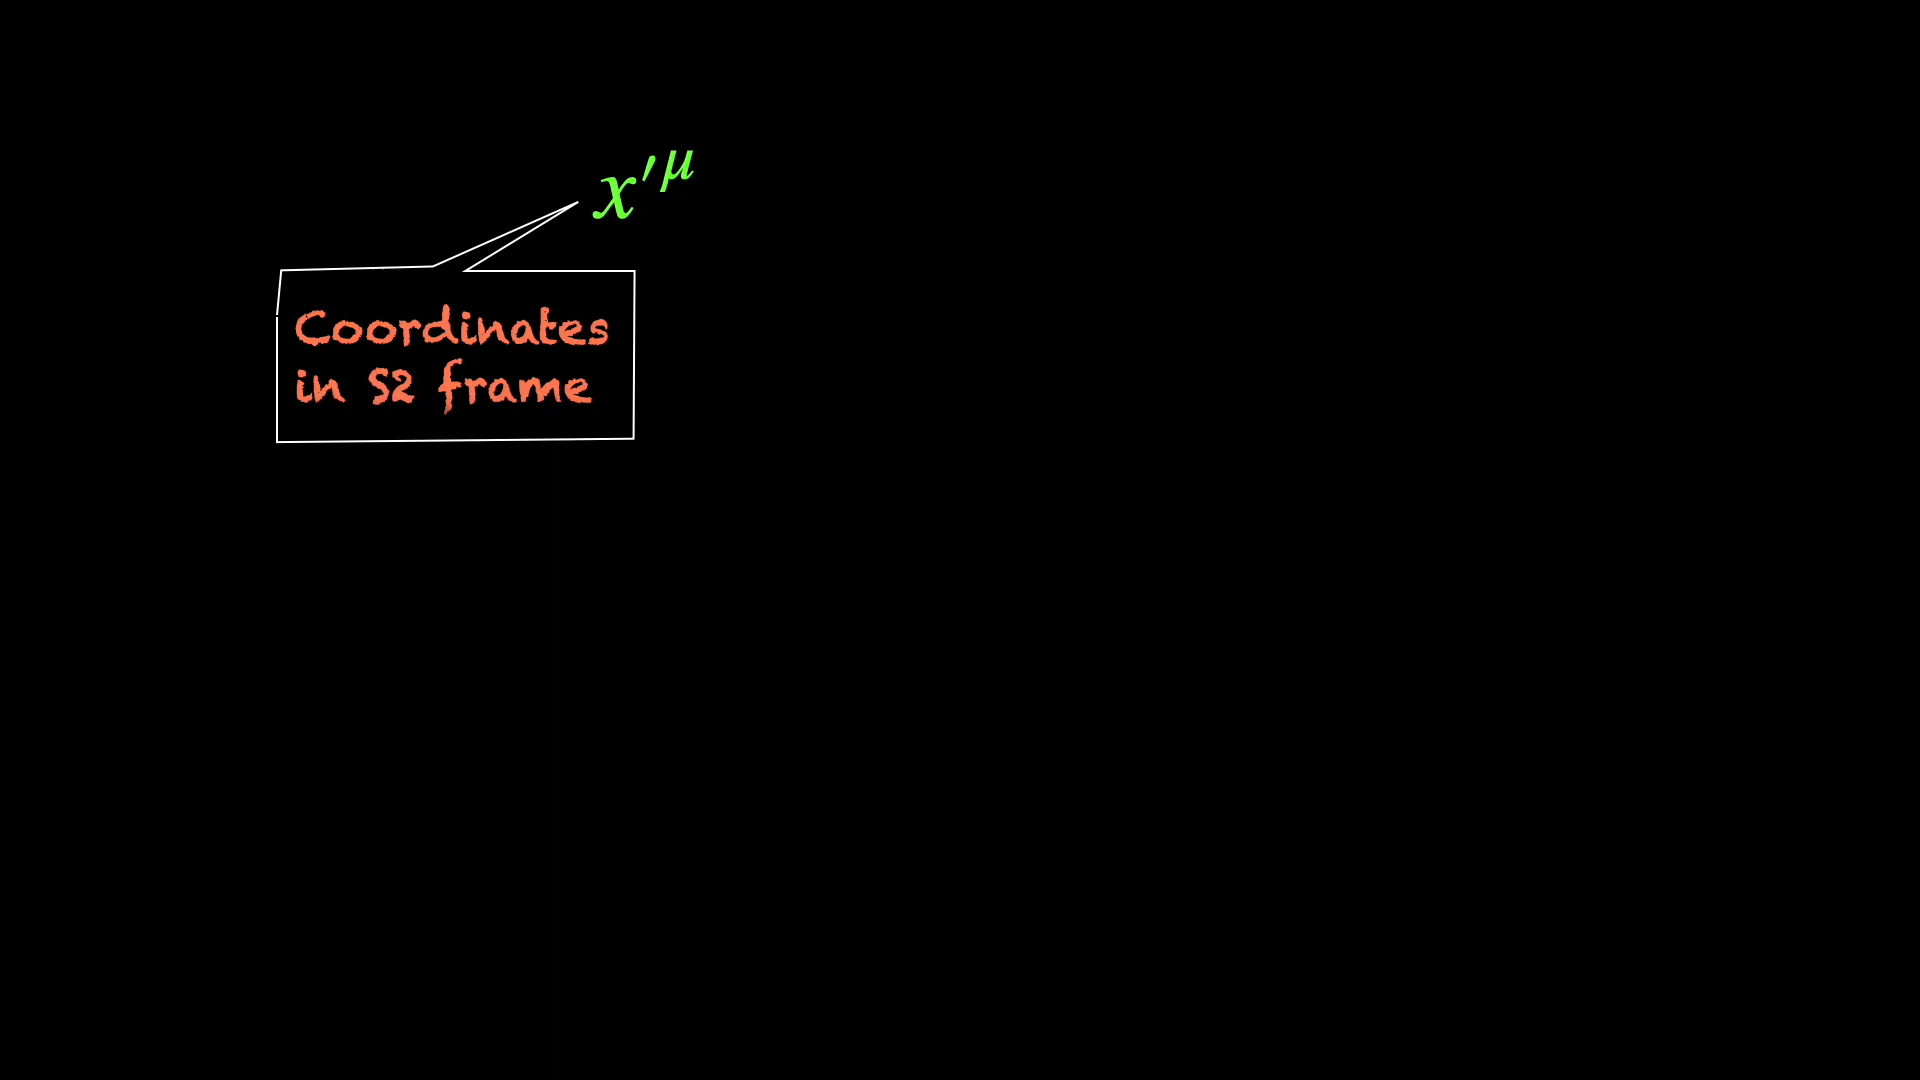 x′μ
Coordinates
in S2 frame